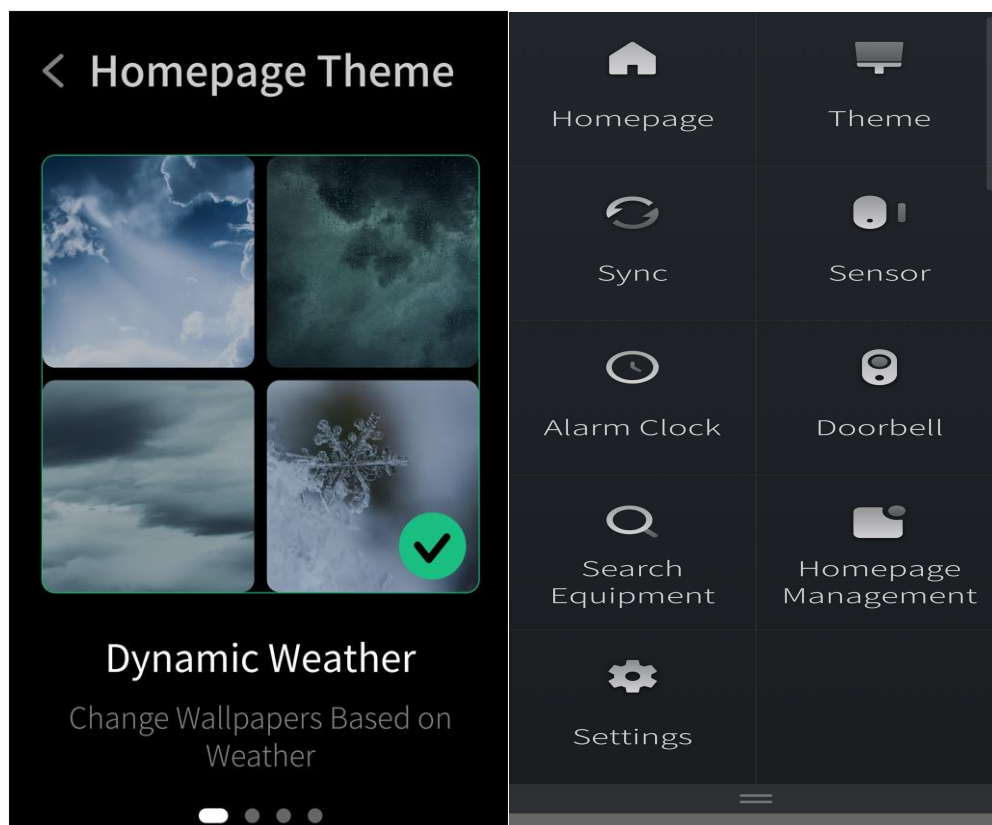 Homepage Theme
Dynamic Weather
Change Wallpapers Based on
Weather
Homepage
Theme
Sync
Sensor
Alarm Clock
Doorbell
Search
Equipment
Homepage
Management
Settings